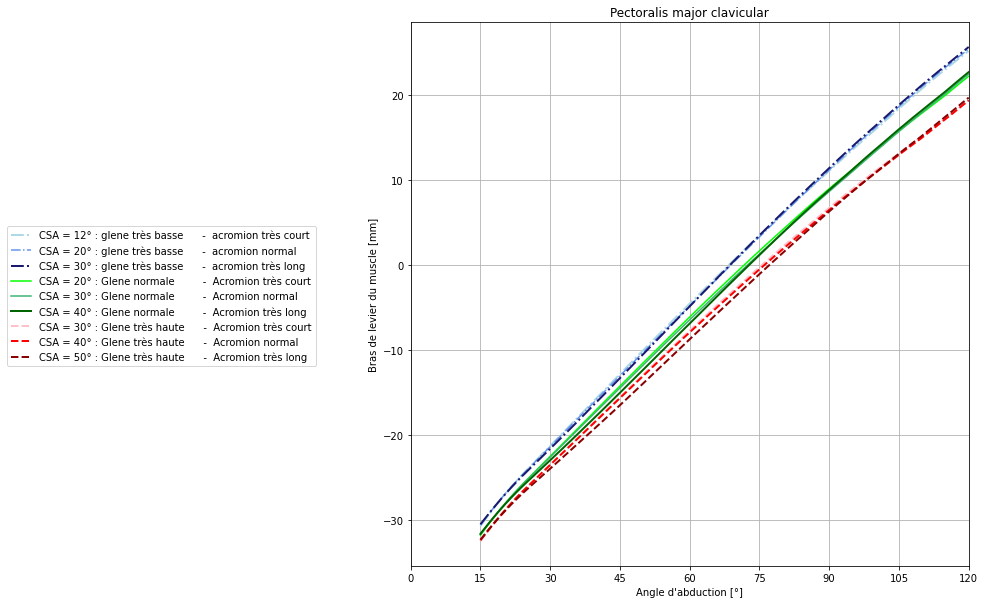 Pectoralis major clavicular
CSA = 12° : glene très basse - acromion très court
CSA = 20° : glene très basse - acromion normal
CSA = 30° : glene très basse - acromion très long
CSA = 20° : Glene normale - Acromion très court
CSA = 30° : Glene normale - Acromion normal
CSA = 40° : Glene normale - Acromion très long
CSA = 30° : Glene très haute - Acromion très court
CSA = 40° : Glene très haute - Acromion normal
CSA = 50° : Glene très haute - Acromion très long
Bras de levier du muscle [mm]
20
10
0
−10
−20
−30
0 15 30 45 60 75 90 105 120
Angle d'abduction [°]